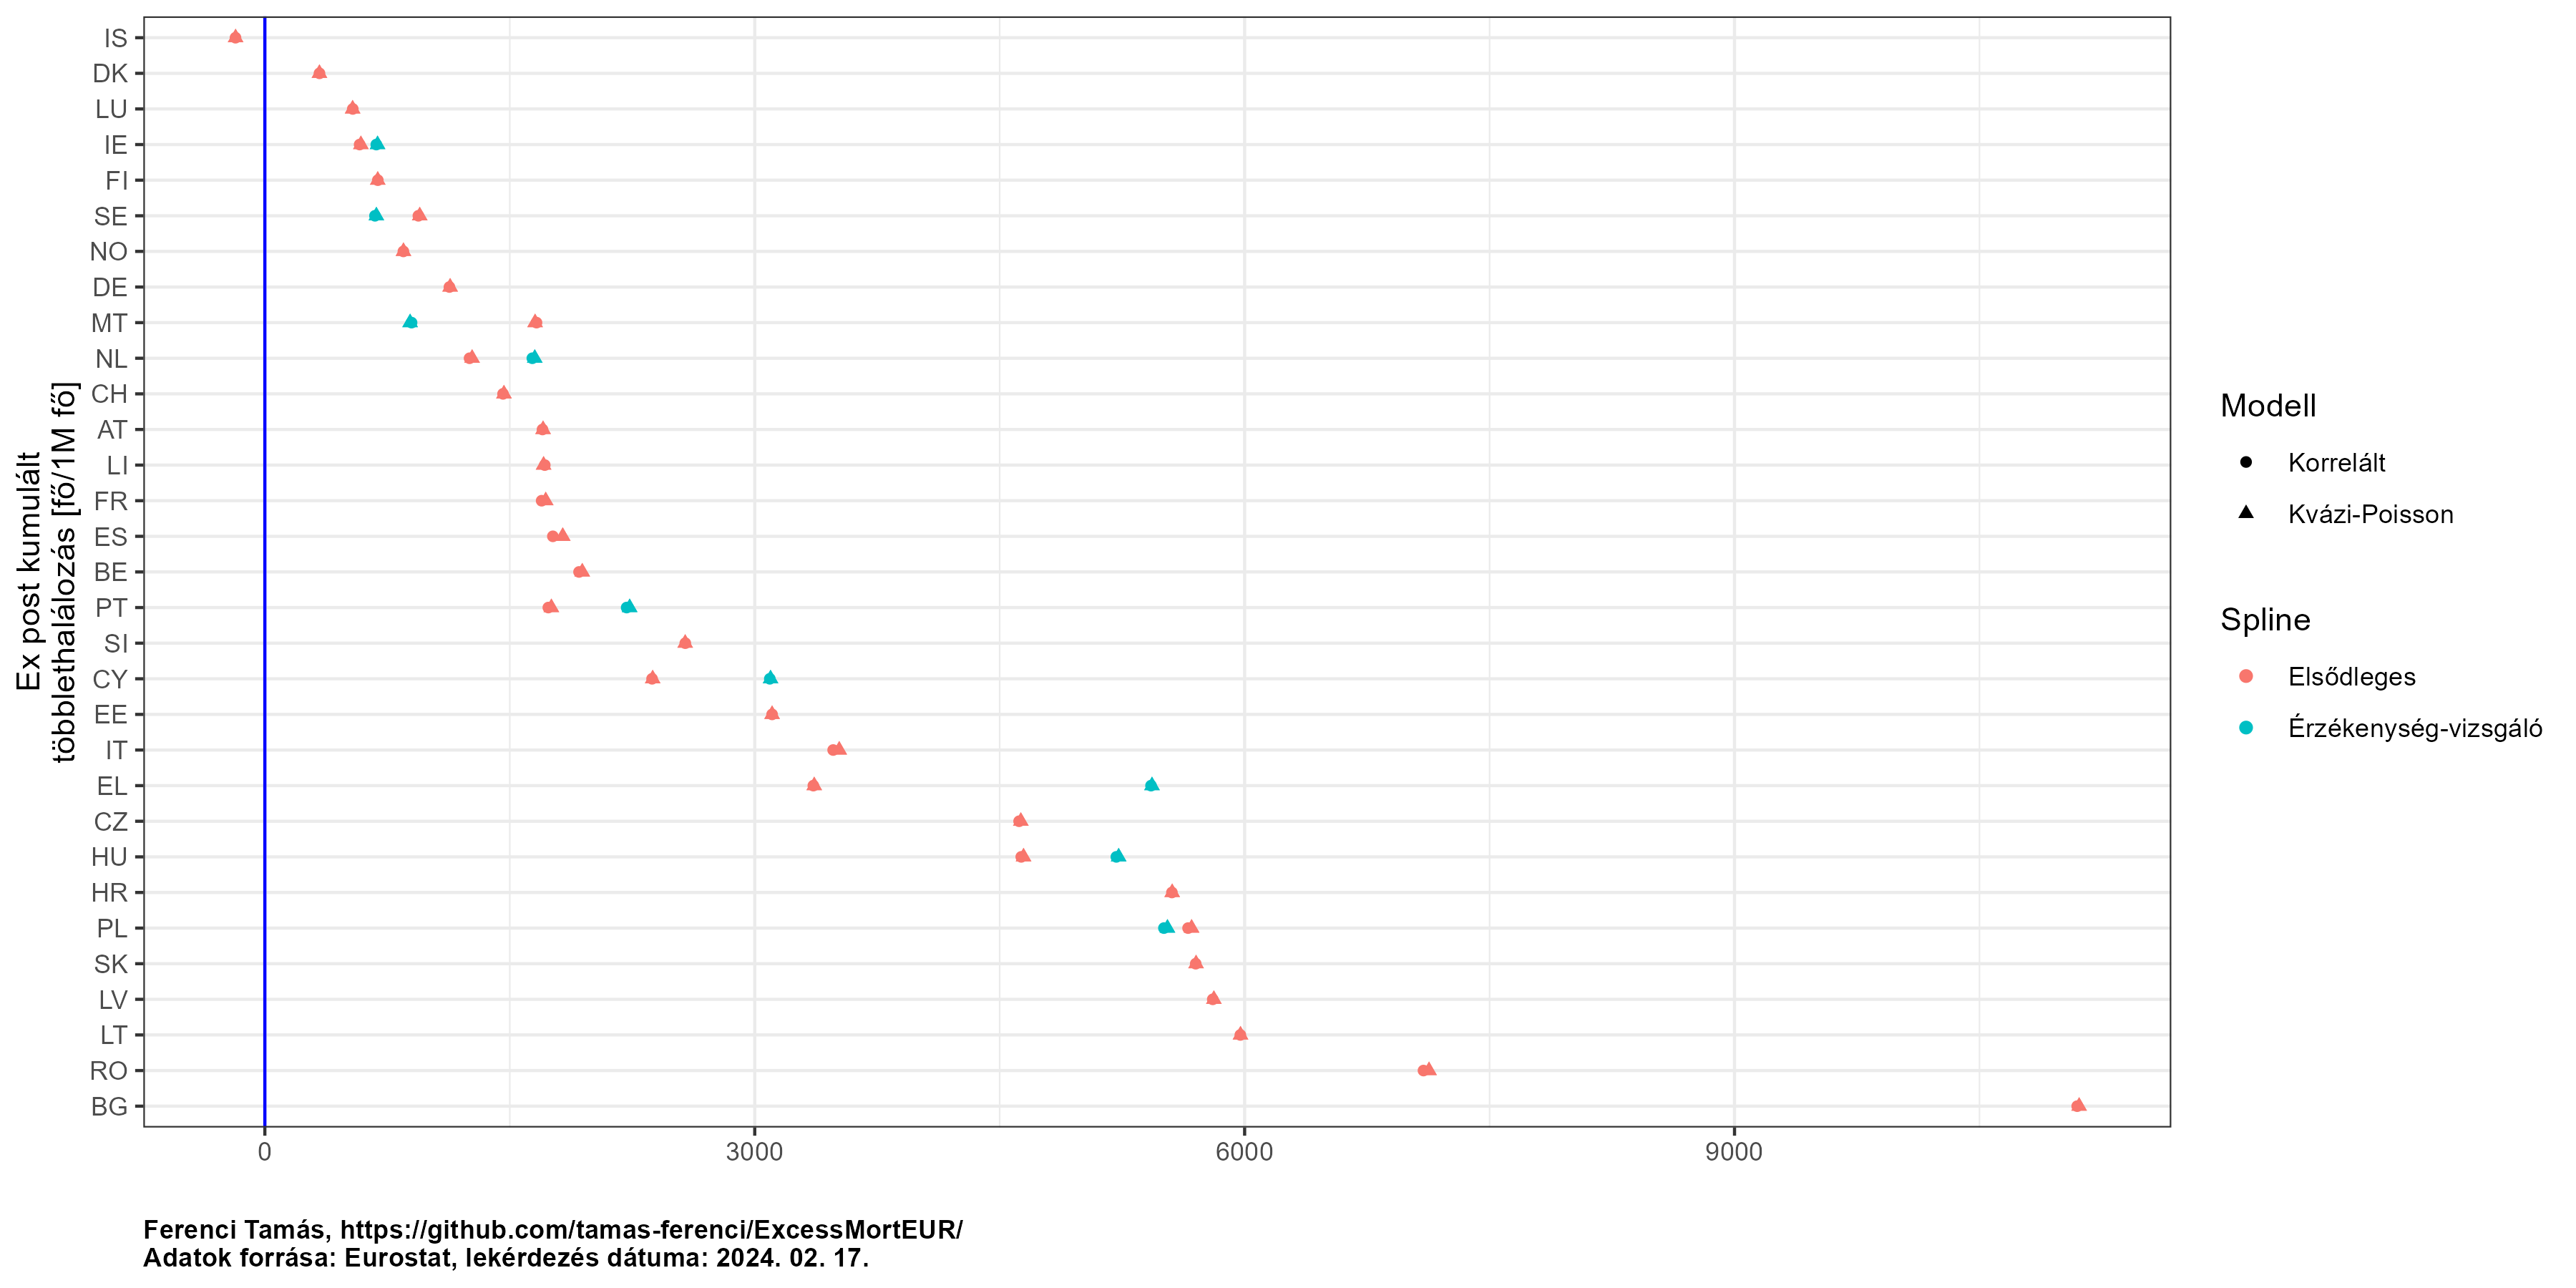 Ex post kumulált
többlethalálozás [fő/1M fő]
IS
DK
LU
IE
FI
SE
NO
DE
MT
NL
CH
AT
LI
FR
ES
BE
PT
SI
CY
EE
IT
EL
CZ
HU
HR
PL
SK
LV
LT
RO
BG
0 3000 6000 9000
Modell
Korrelált
Kvázi-Poisson
Spline
Elsődleges
Érzékenység-vizsgáló
Ferenci Tamás, https://github.com/tamas-ferenci/ExcessMortEUR/
Adatok forrása: Eurostat, lekérdezés dátuma: 2024. 02. 17.